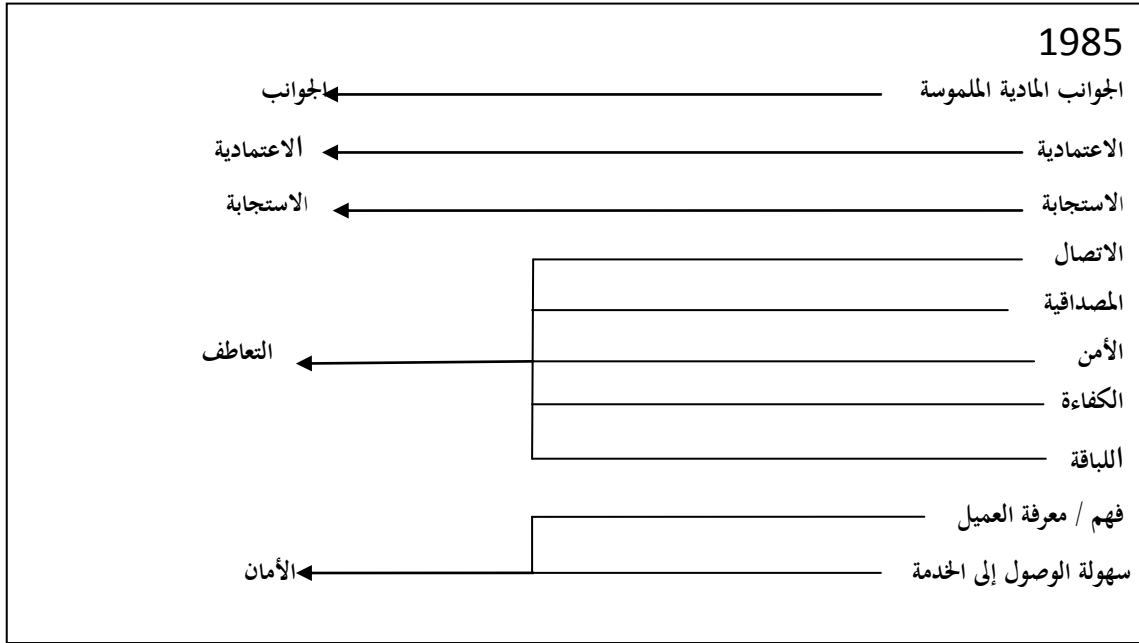 1985
الجوانب المادية الملموسة الجوانب
الاعتمادية الاعتمادية
الاستجابة الاستجابة
الاتصال
المصداقية
الأمن التعاطف
الكفاءة
اللباقة
فهم / معرفة العميل
سهولة الوصول إلى الخدمة الأمان